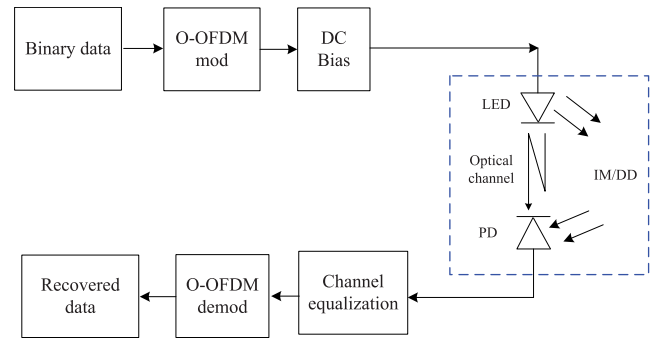 Binary data
O-OFDM
mod
DC
Bias
LED
Optical
channel
IM/DD
PD
Recovered
data
O-OFDM
demod
Channel
equalization